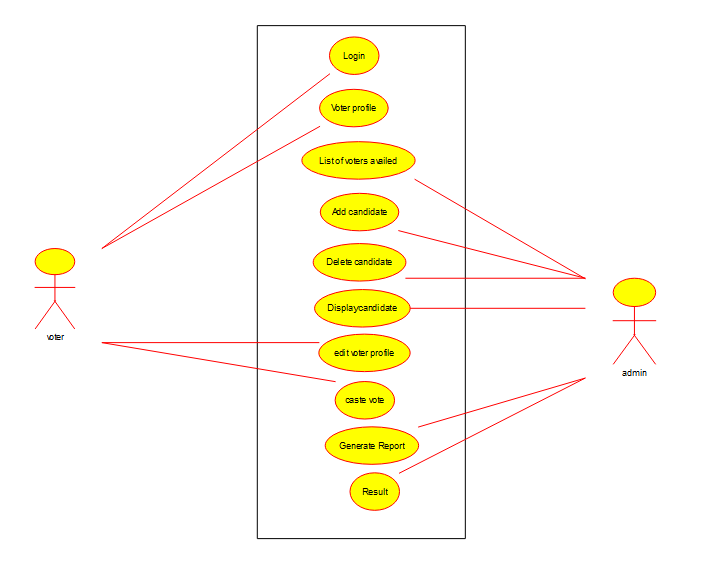 Login
Voter profile
List of voters availed
Add candidate
Delete candidate
Displaycandidate
edit voter profile
caste vote
Generate Report
Result
voter
admin